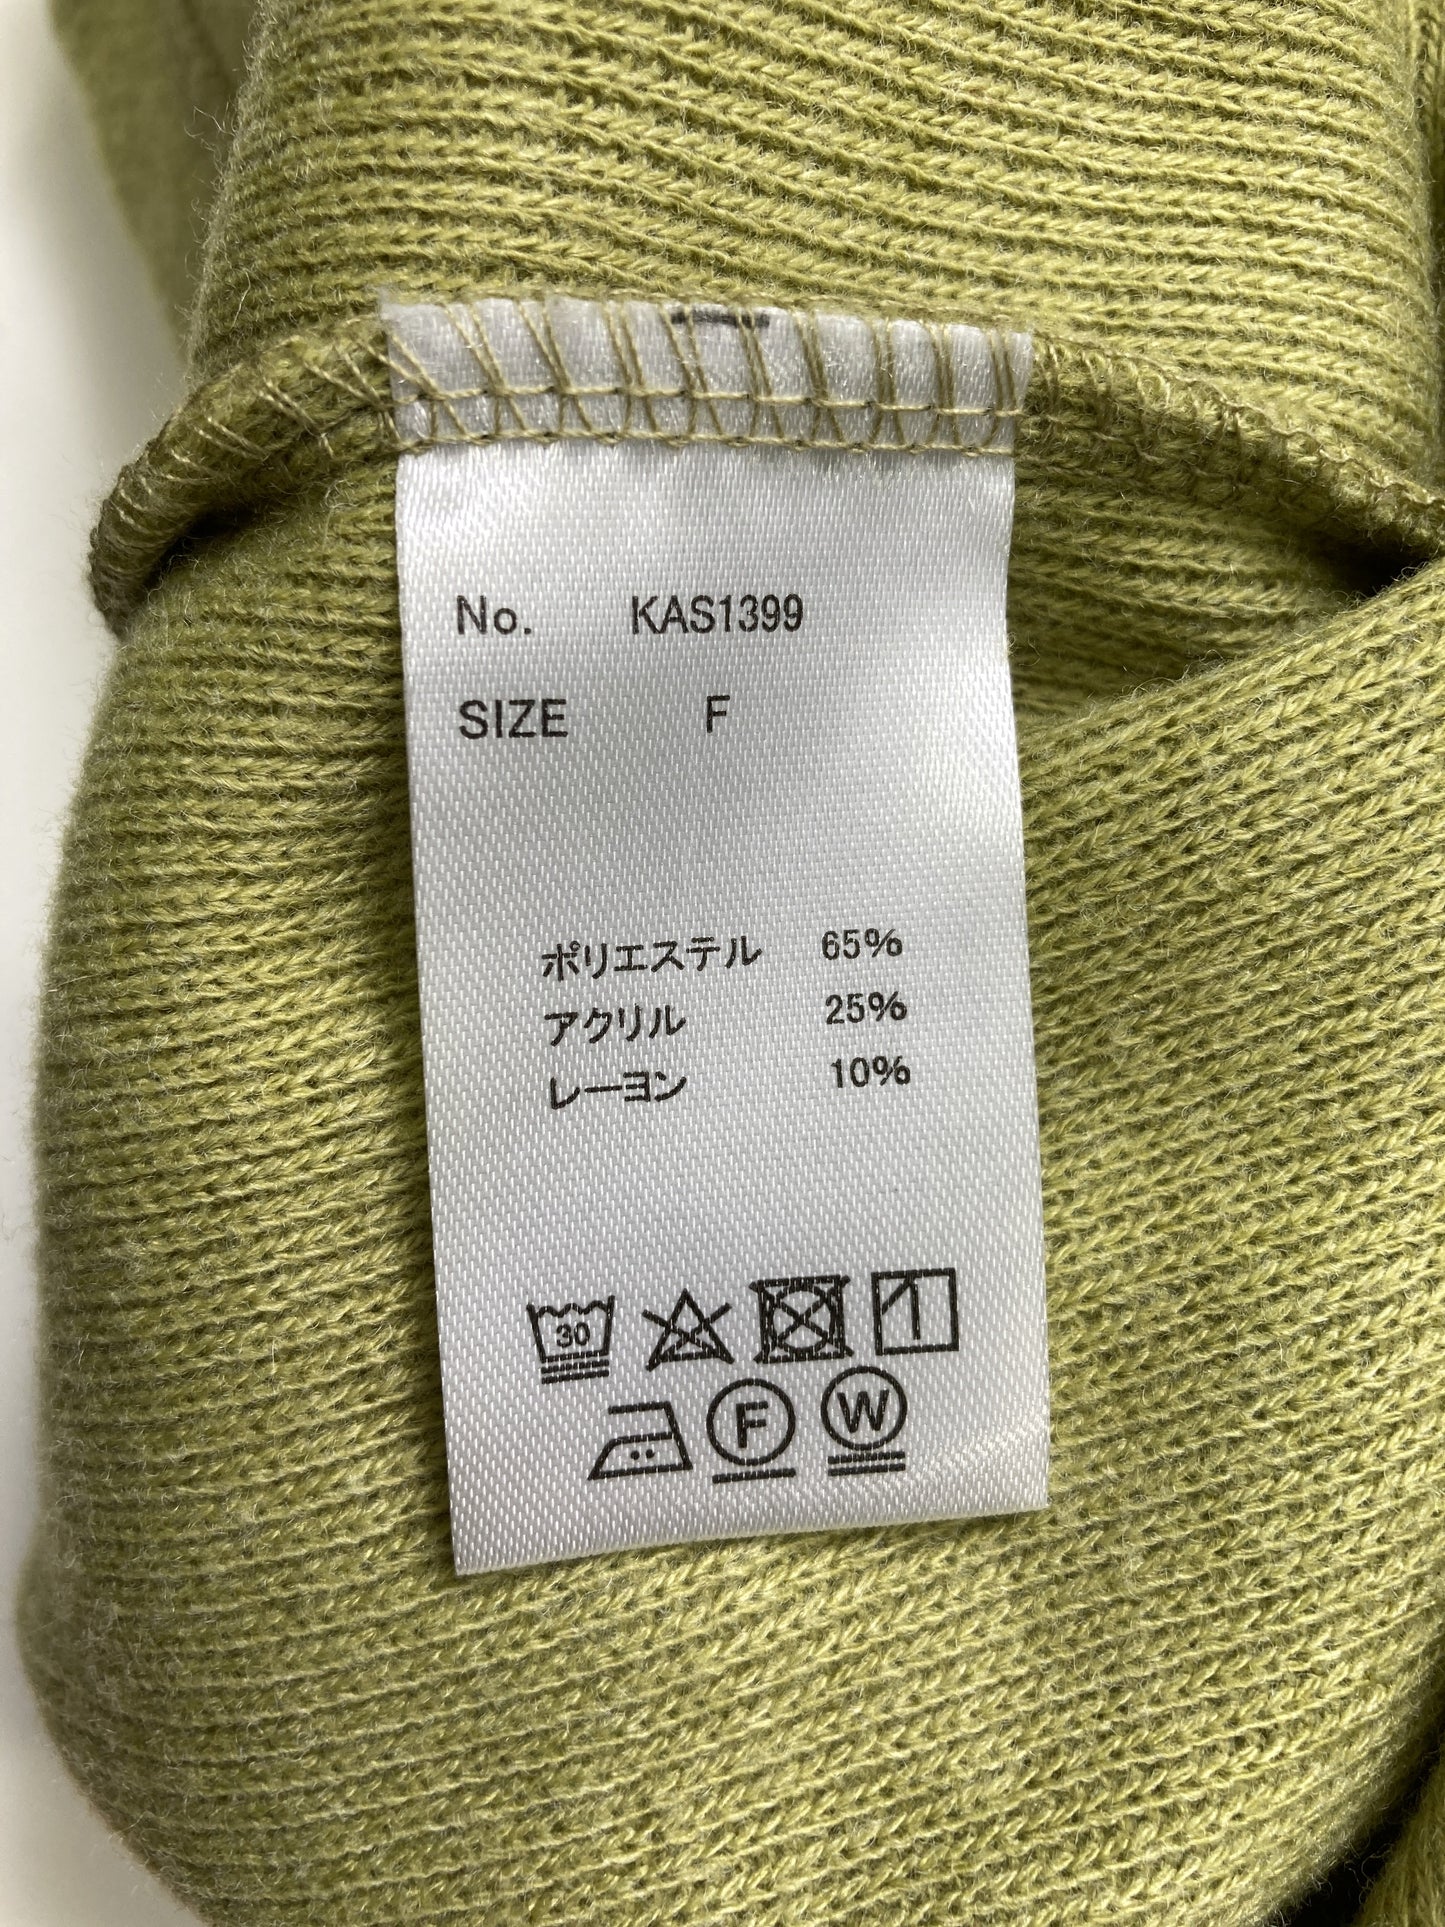 No. KAS1399
SIZE F
ポリエステル 65%
アクリル 25%
レーヨン 10%
30
F W